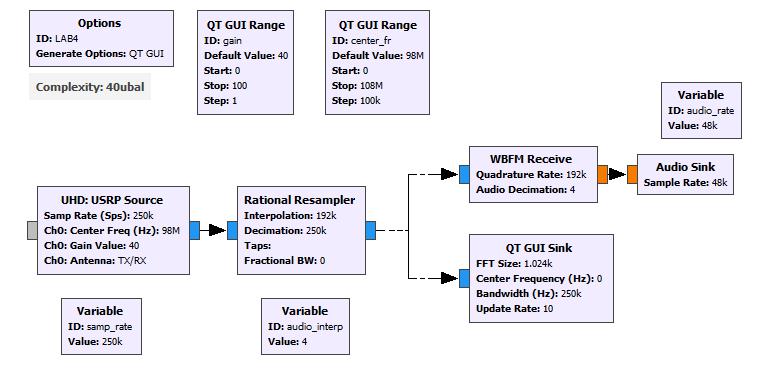 Options
ID: LAB4
Generate Options: QT GUI
Complexity: 40ubal
QT GUI Range
ID: gain
Default Value: 40
Start: 0
Stop: 100
Step: 1
QT GUI Range
ID: center_fr
Default Value: 98M
Start: 0
Stop: 108M
Step: 100k
Variable
ID: audio_rate
Value: 48k
UHD: USRP Source
Samp Rate (Sps): 250k
Ch0: Center Freq (Hz): 98M
Ch0: Gain Value: 40
Ch0: Antenna: TX/RX
Rational Resampler
Interpolation: 192k
Decimation: 250k
Taps:
Fractional BW: 0
WBFM Receive
Quadrature Rate: 192k
Audio Decimation: 4
Audio Sink
Sample Rate: 48k
QT GUI Sink
FFT Size: 1.024k
Center Frequency (Hz): 0
Bandwidth (Hz): 250k
Update Rate: 10
Variable
ID: samp_rate
Value: 250k
Variable
ID: audio_interp
Value: 4